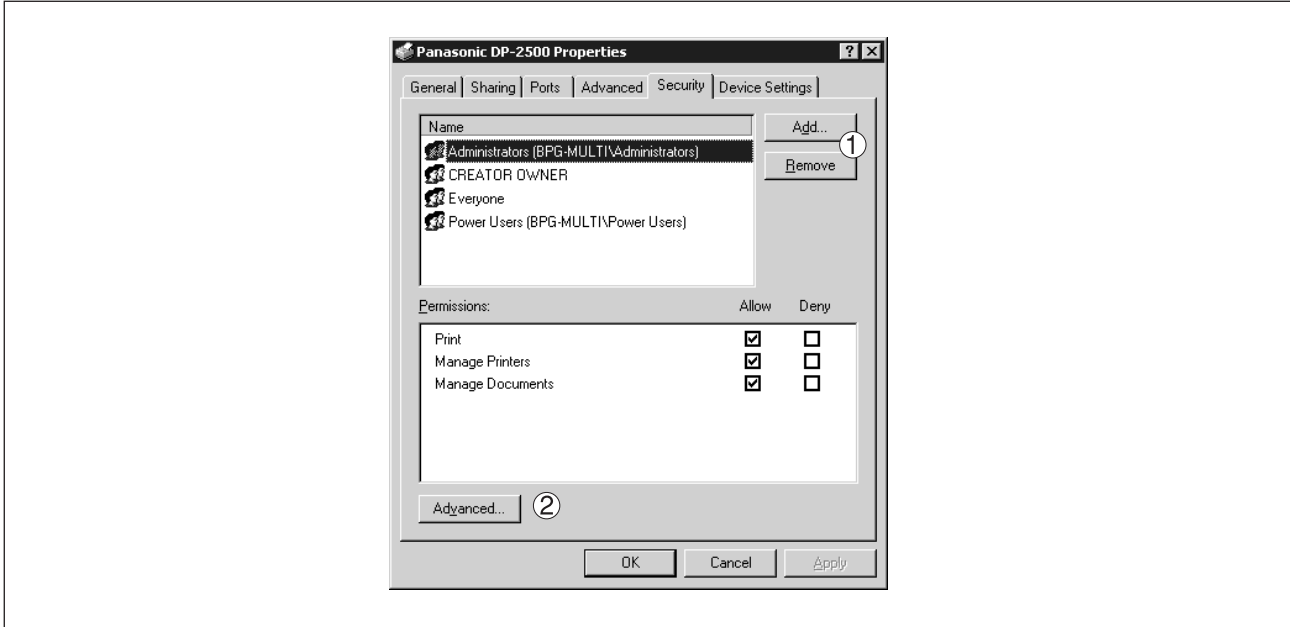 Panasonic DP-2500 Properties
General Sharing Ports Advanced Security Device Settings
Name
Administrators (BPG-MULTI\Administrators)
CREATOR OWNER
Everyone
Power Users (BPG-MULTI\Power Users)
Add...
①
Remove
Permissions: Allow Deny
Print
Manage Printers
Manage Documents
Advanced... ②
OK Cancel Apply